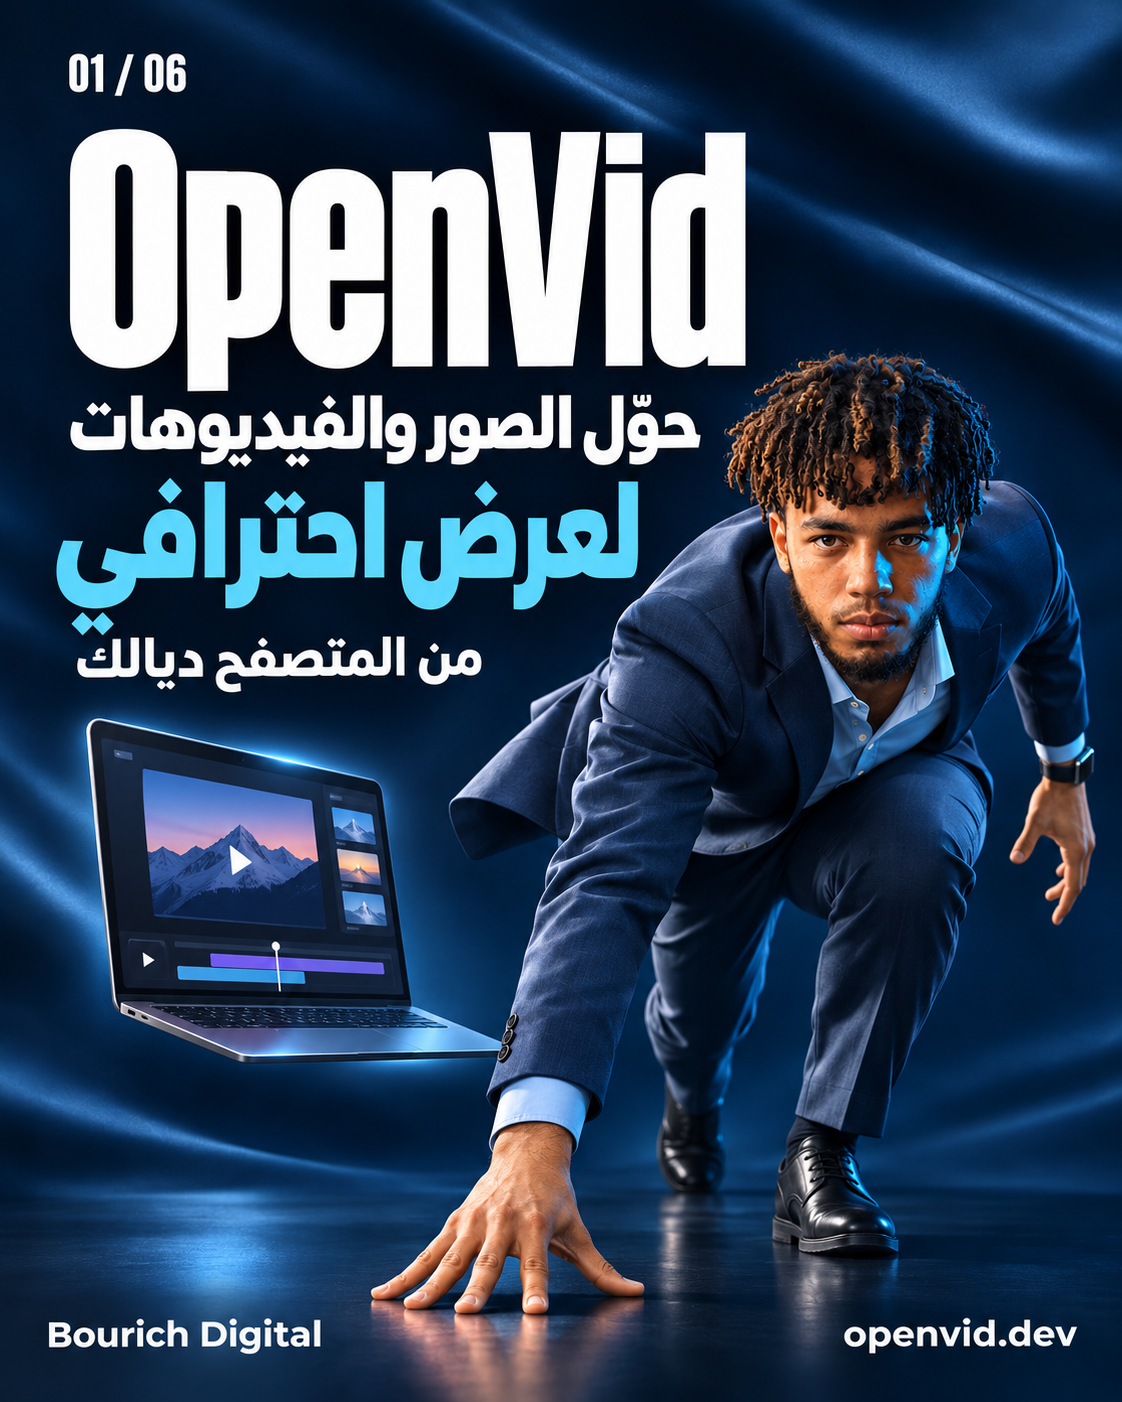 01 / 06
OpenVid
حوّل الصور والفيديوهات
لعرض احترافي
من المتصفح ديالك
Bourich Digital
openvid.dev